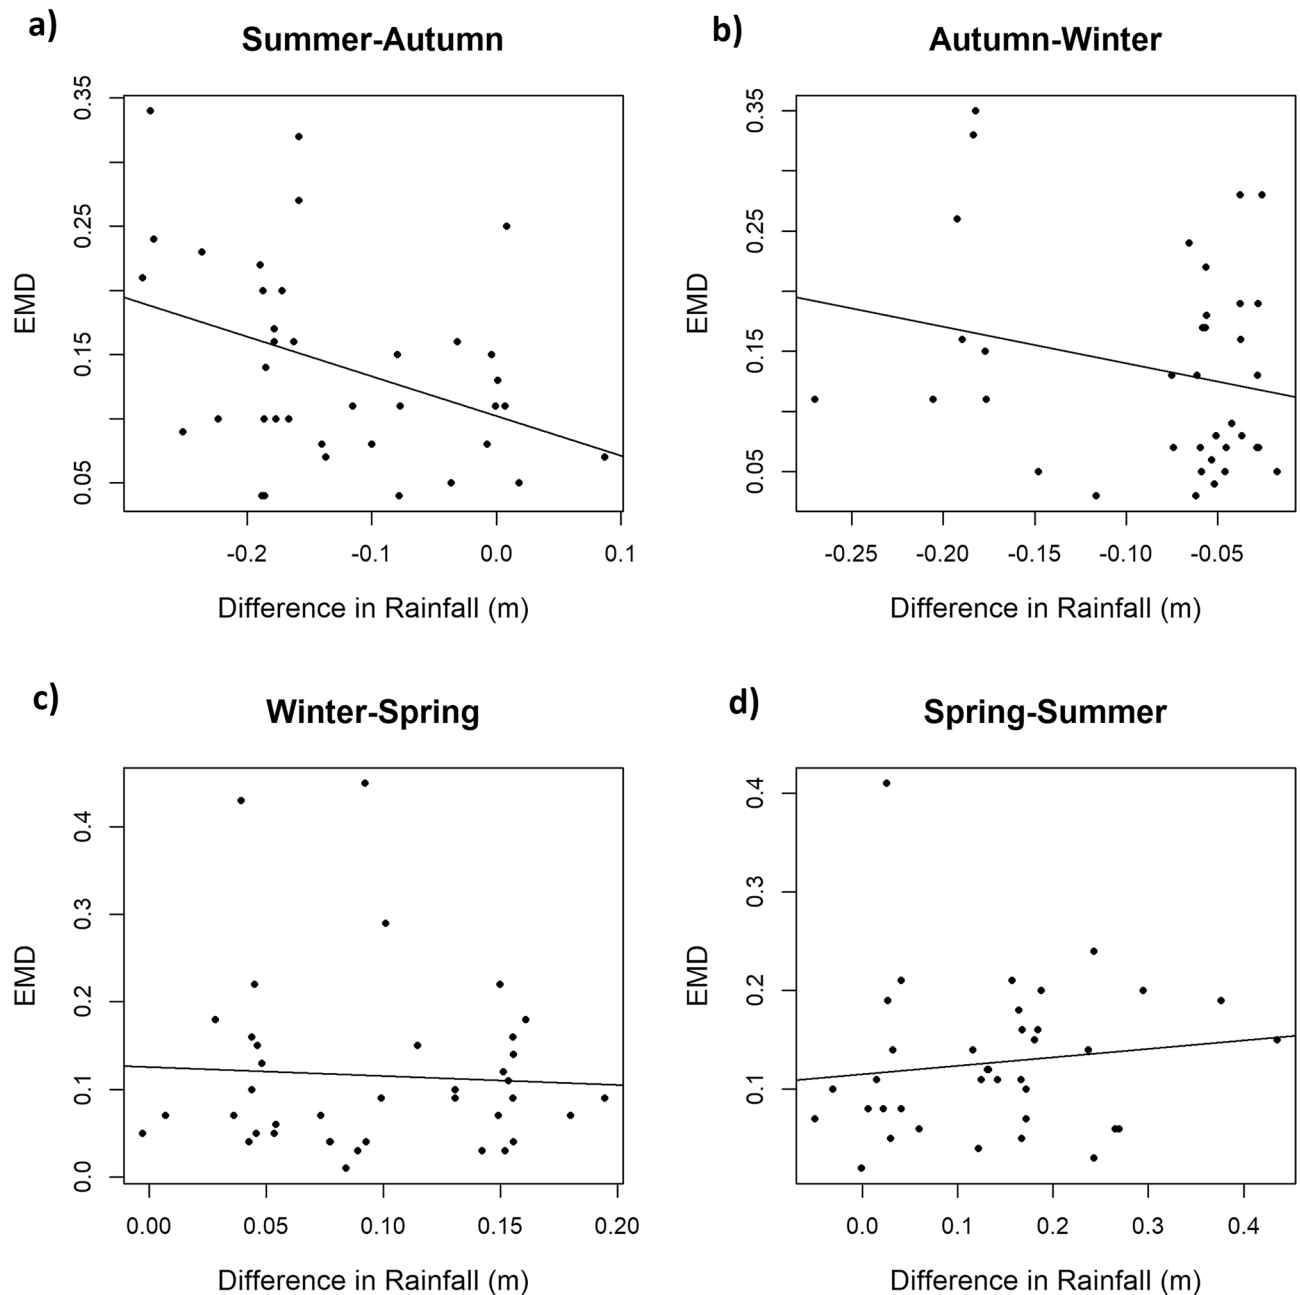 a)
Summer-Autumn
EMD
0.35
0.25
0.15
0.05
-0.2
-0.1
0.0
0.1
Difference in Rainfall (m)
b)
Autumn-Winter
EMD
0.35
0.25
0.15
0.05
-0.25
-0.20
-0.15
-0.10
-0.05
Difference in Rainfall (m)
c)
Winter-Spring
EMD
0.4
0.3
0.2
0.1
0.0
0.00
0.05
0.10
0.15
0.20
Difference in Rainfall (m)
d)
Spring-Summer
EMD
0.4
0.3
0.2
0.1
0.0
0.1
0.2
0.3
0.4
Difference in Rainfall (m)